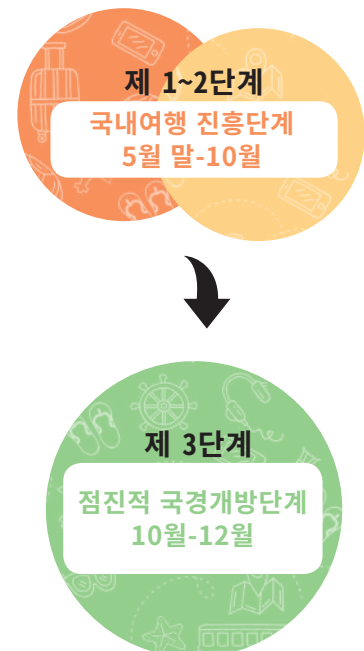 제 1~2단계
국내여행 진흥단계
5월 말-10월
제 3단계
점진적 국경개방단계
10월-12월